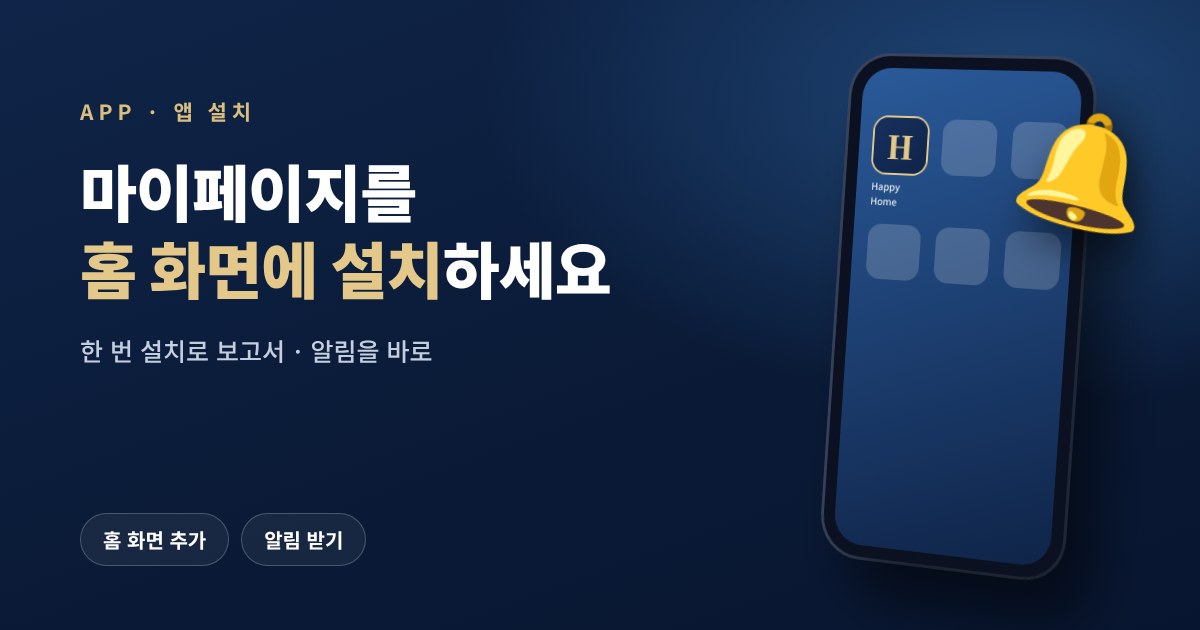 APP · 앱 설치
마이페이지를
홈 화면에 설치하세요
한 번 설치로 보고서 · 알림을 바로
홈 화면 추가
알림 받기
H
Happy
Home